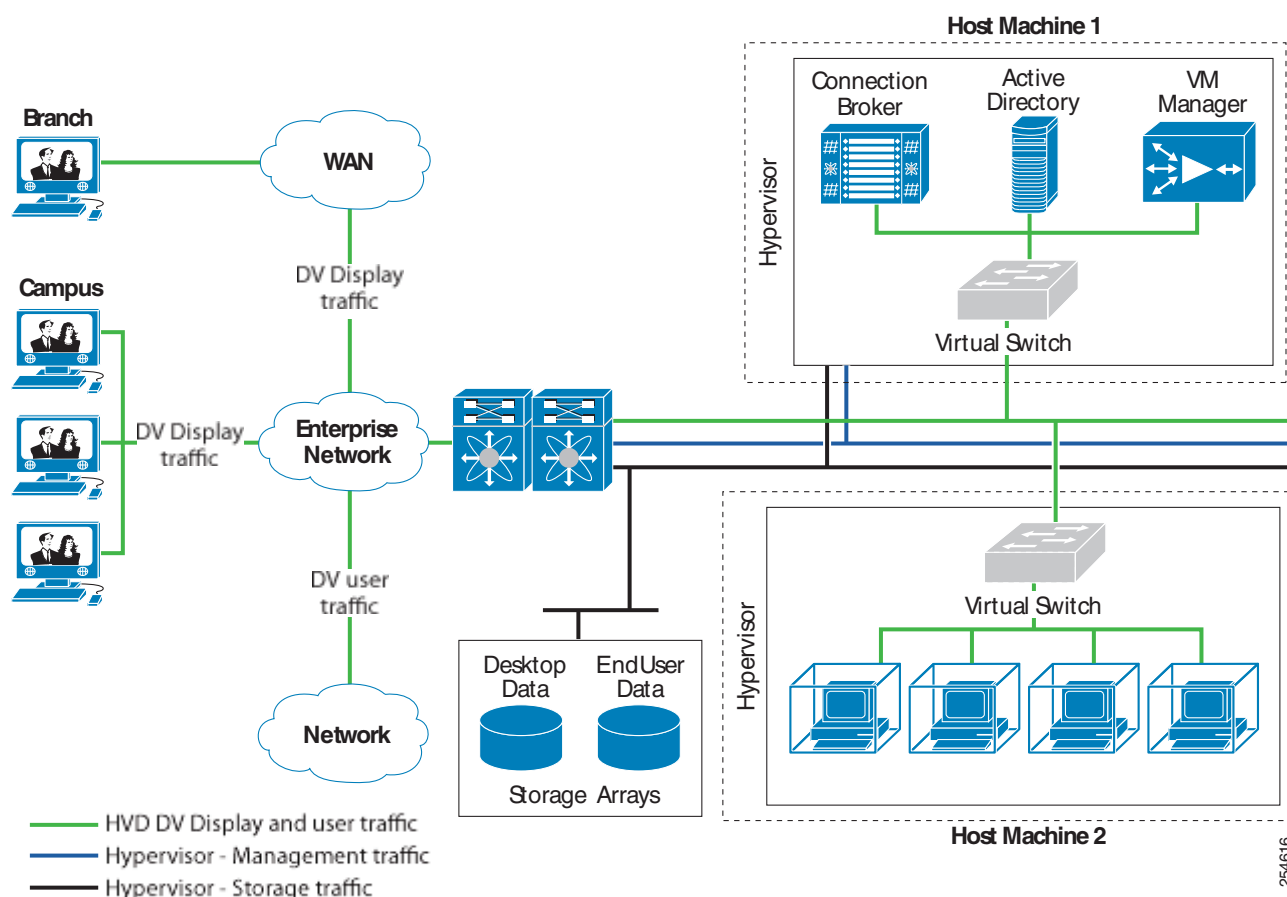 Host Machine 1
Connection
Broker
Active
Directory
VM
Manager
Hypervisor
Virtual Switch
Branch
WAN
DV Display
traffic
Campus
DV Display
traffic
Enterprise
Network
DV user
traffic
Network
Desktop
Data
EndUser
Data
Storage Arrays
Hypervisor
Virtual Switch
Host Machine 2
HVD DV Display and user traffic
Hypervisor - Management traffic
Hypervisor - Storage traffic
254616